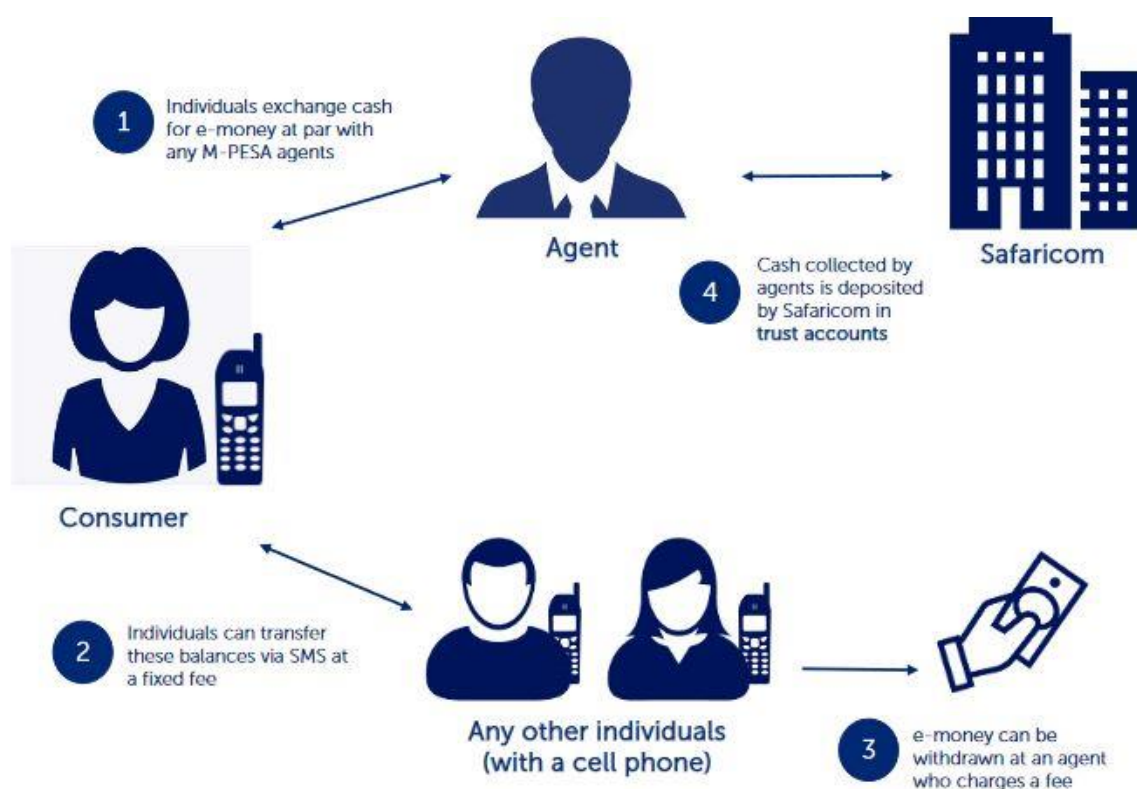 1
Individuals exchange cash
for e-money at par with
any M-PESA agents
Agent
Safaricom
4
Cash collected by
agents is deposited
by Safaricom in
trust accounts
Consumer
2
Individuals can transfer
these balances via SMS at
a fixed fee
Any other individuals
(with a cell phone)
3
e-money can be
withdrawn at an agent
who charges a fee